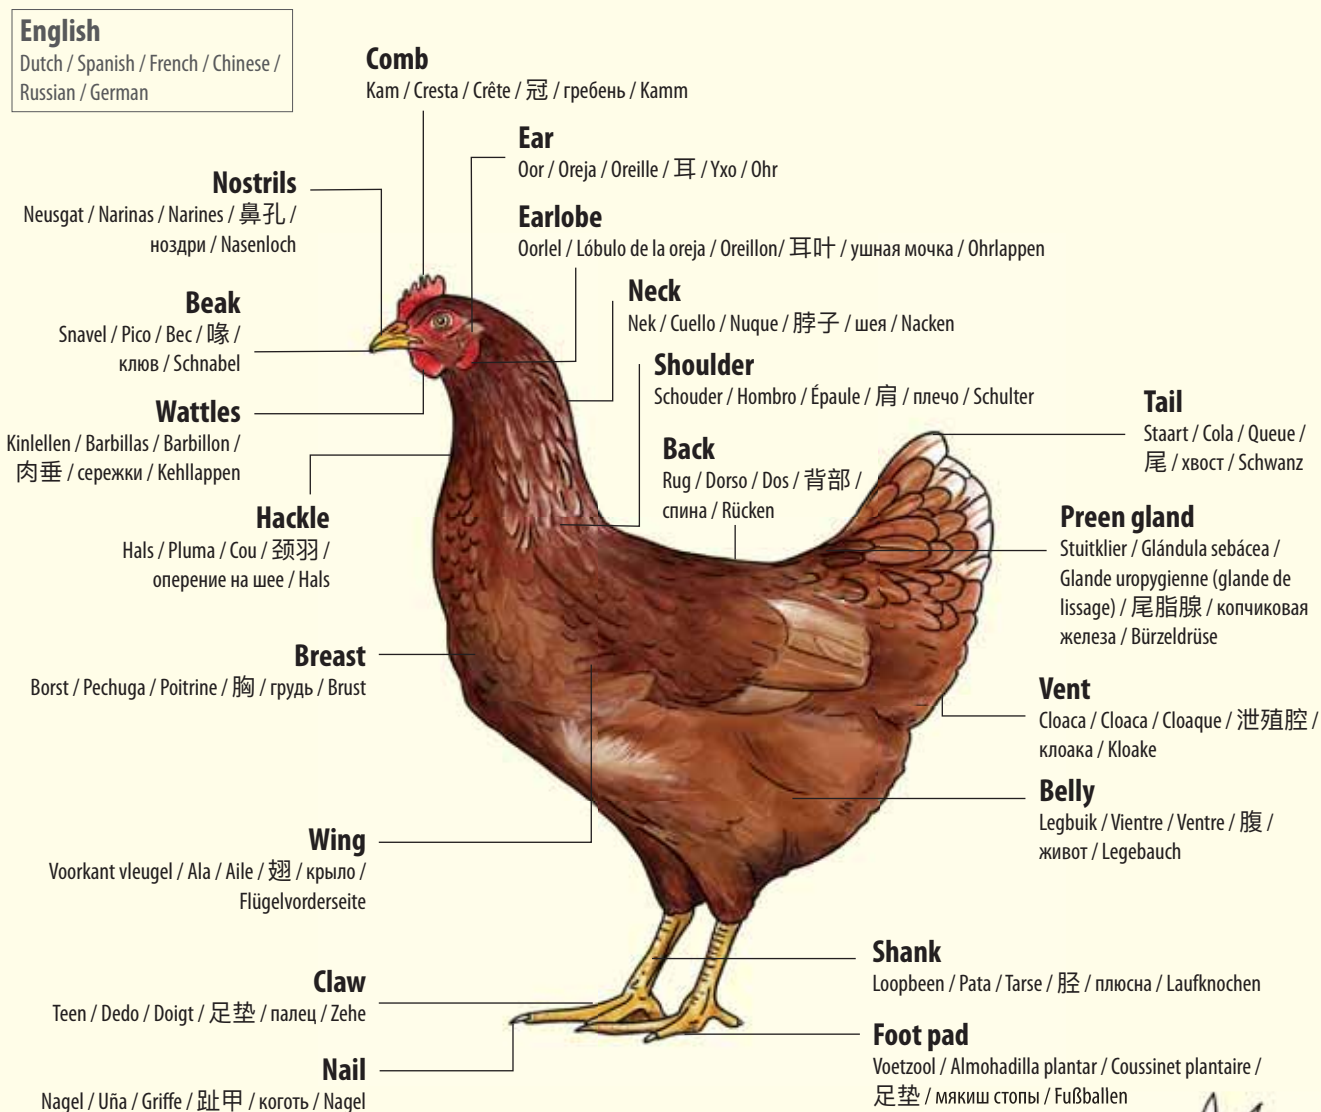 English
Dutch / Spanish / French / Chinese /
Russian / German
Comb
Kam / Cresta / Crête / 冠 / гребень / Kamm
Ear
Oor / Oreja / Oreille / 耳 / Ухо / Ohr
Nostrils
Neusgat / Narinas / Narines / 鼻孔 /
ноздри / Nasenloch
Earlobe
Oorlel / Lóbulo de la oreja / Oreillon/ 耳叶 / ушная мочка / Ohrlappen
Beak
Snavel / Pico / Bec / 喙 /
клюв / Schnabel
Neck
Nek / Cuello / Nuque / 脖子 / шея / Nacken
Shoulder
Schouder / Hombro / Épaule / 肩 / плечо / Schulter
Wattles
Kinlellen / Barbillas / Barbillon /
肉垂 / сережки / Kehllappen
Tail
Staart / Cola / Queue /
尾 / хвост / Schwanz
Back
Rug / Dorso / Dos / 背部 /
спина / Rücken
Hackle
Hals / Pluma / Cou / 颈羽 /
оперение на шее / Hals
Preen gland
Stuitklier / Glándula sebácea /
Glande uropygienne (glande de
lissage) / 尾脂腺 / копчиковая
железа / Bürzeldrüse
Breast
Borst / Pechuga / Poitrine / 胸 / грудь / Brust
Vent
Cloaca / Cloaca / Cloaque / 泄殖腔 /
клоака / Kloake
Belly
Legbuik / Vientre / Ventre / 腹 /
живот / Legebauch
Wing
Voorkant vleugel / Ala / Aile / 翅 / крыло /
Flügelvorderseite
Shank
Loopbeen / Pata / Tarse / 胫 / плюсна / Laufknochen
Claw
Teen / Dedo / Doigt / 足垫 / палец / Zehe
Foot pad
Voetzool / Almohadilla plantar / Coussinet plantaire /
足垫 / мякиш стопы / Fußballen
Nail
Nagel / Uña / Griffe / 趾甲 / коготь / Nagel